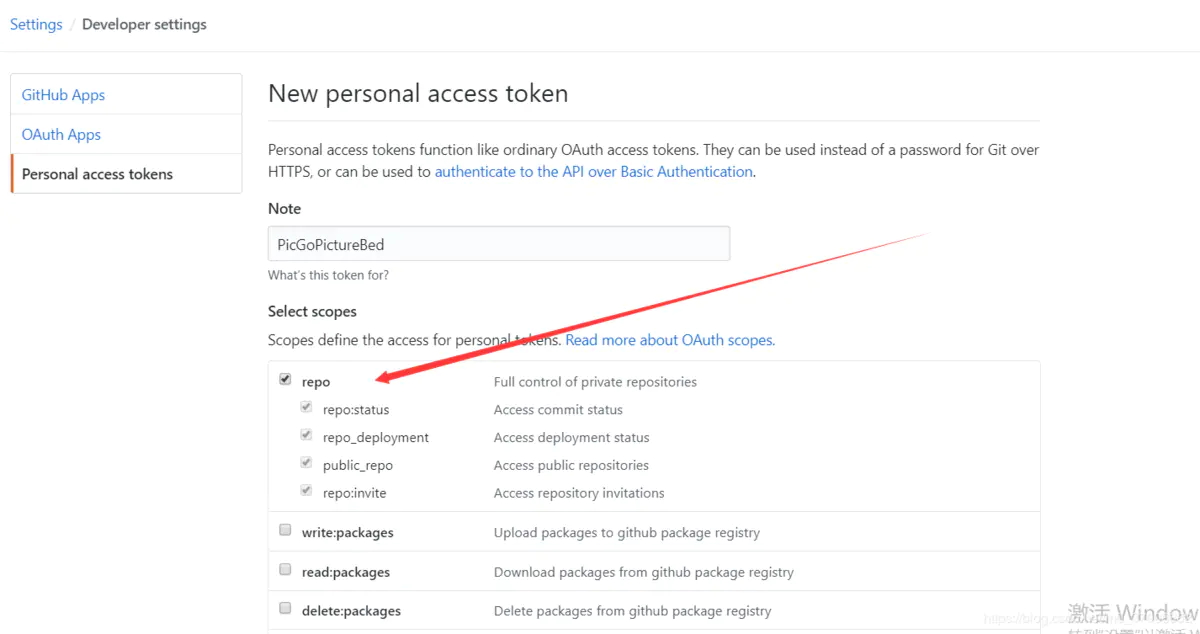 Settings / Developer settings
GitHub Apps
OAuth Apps
Personal access tokens
New personal access token
Personal access tokens function like ordinary OAuth access tokens. They can be used instead of a password for Git over
HTTPS, or can be used to authenticate to the API over Basic Authentication.
Note
PicGoPictureBed
What's this token for?
Select scopes
Scopes define the access for personal tokens. Read more about OAuth scopes.
repo Full control of private repositories
repo:status Access commit status
repo_deployment Access deployment status
public_repo Access public repositories
repo:invite Access repository invitations
write:packages Upload packages to github package registry
read:packages Download packages from github package registry
delete:packages Delete packages from github package registry
激活 Window